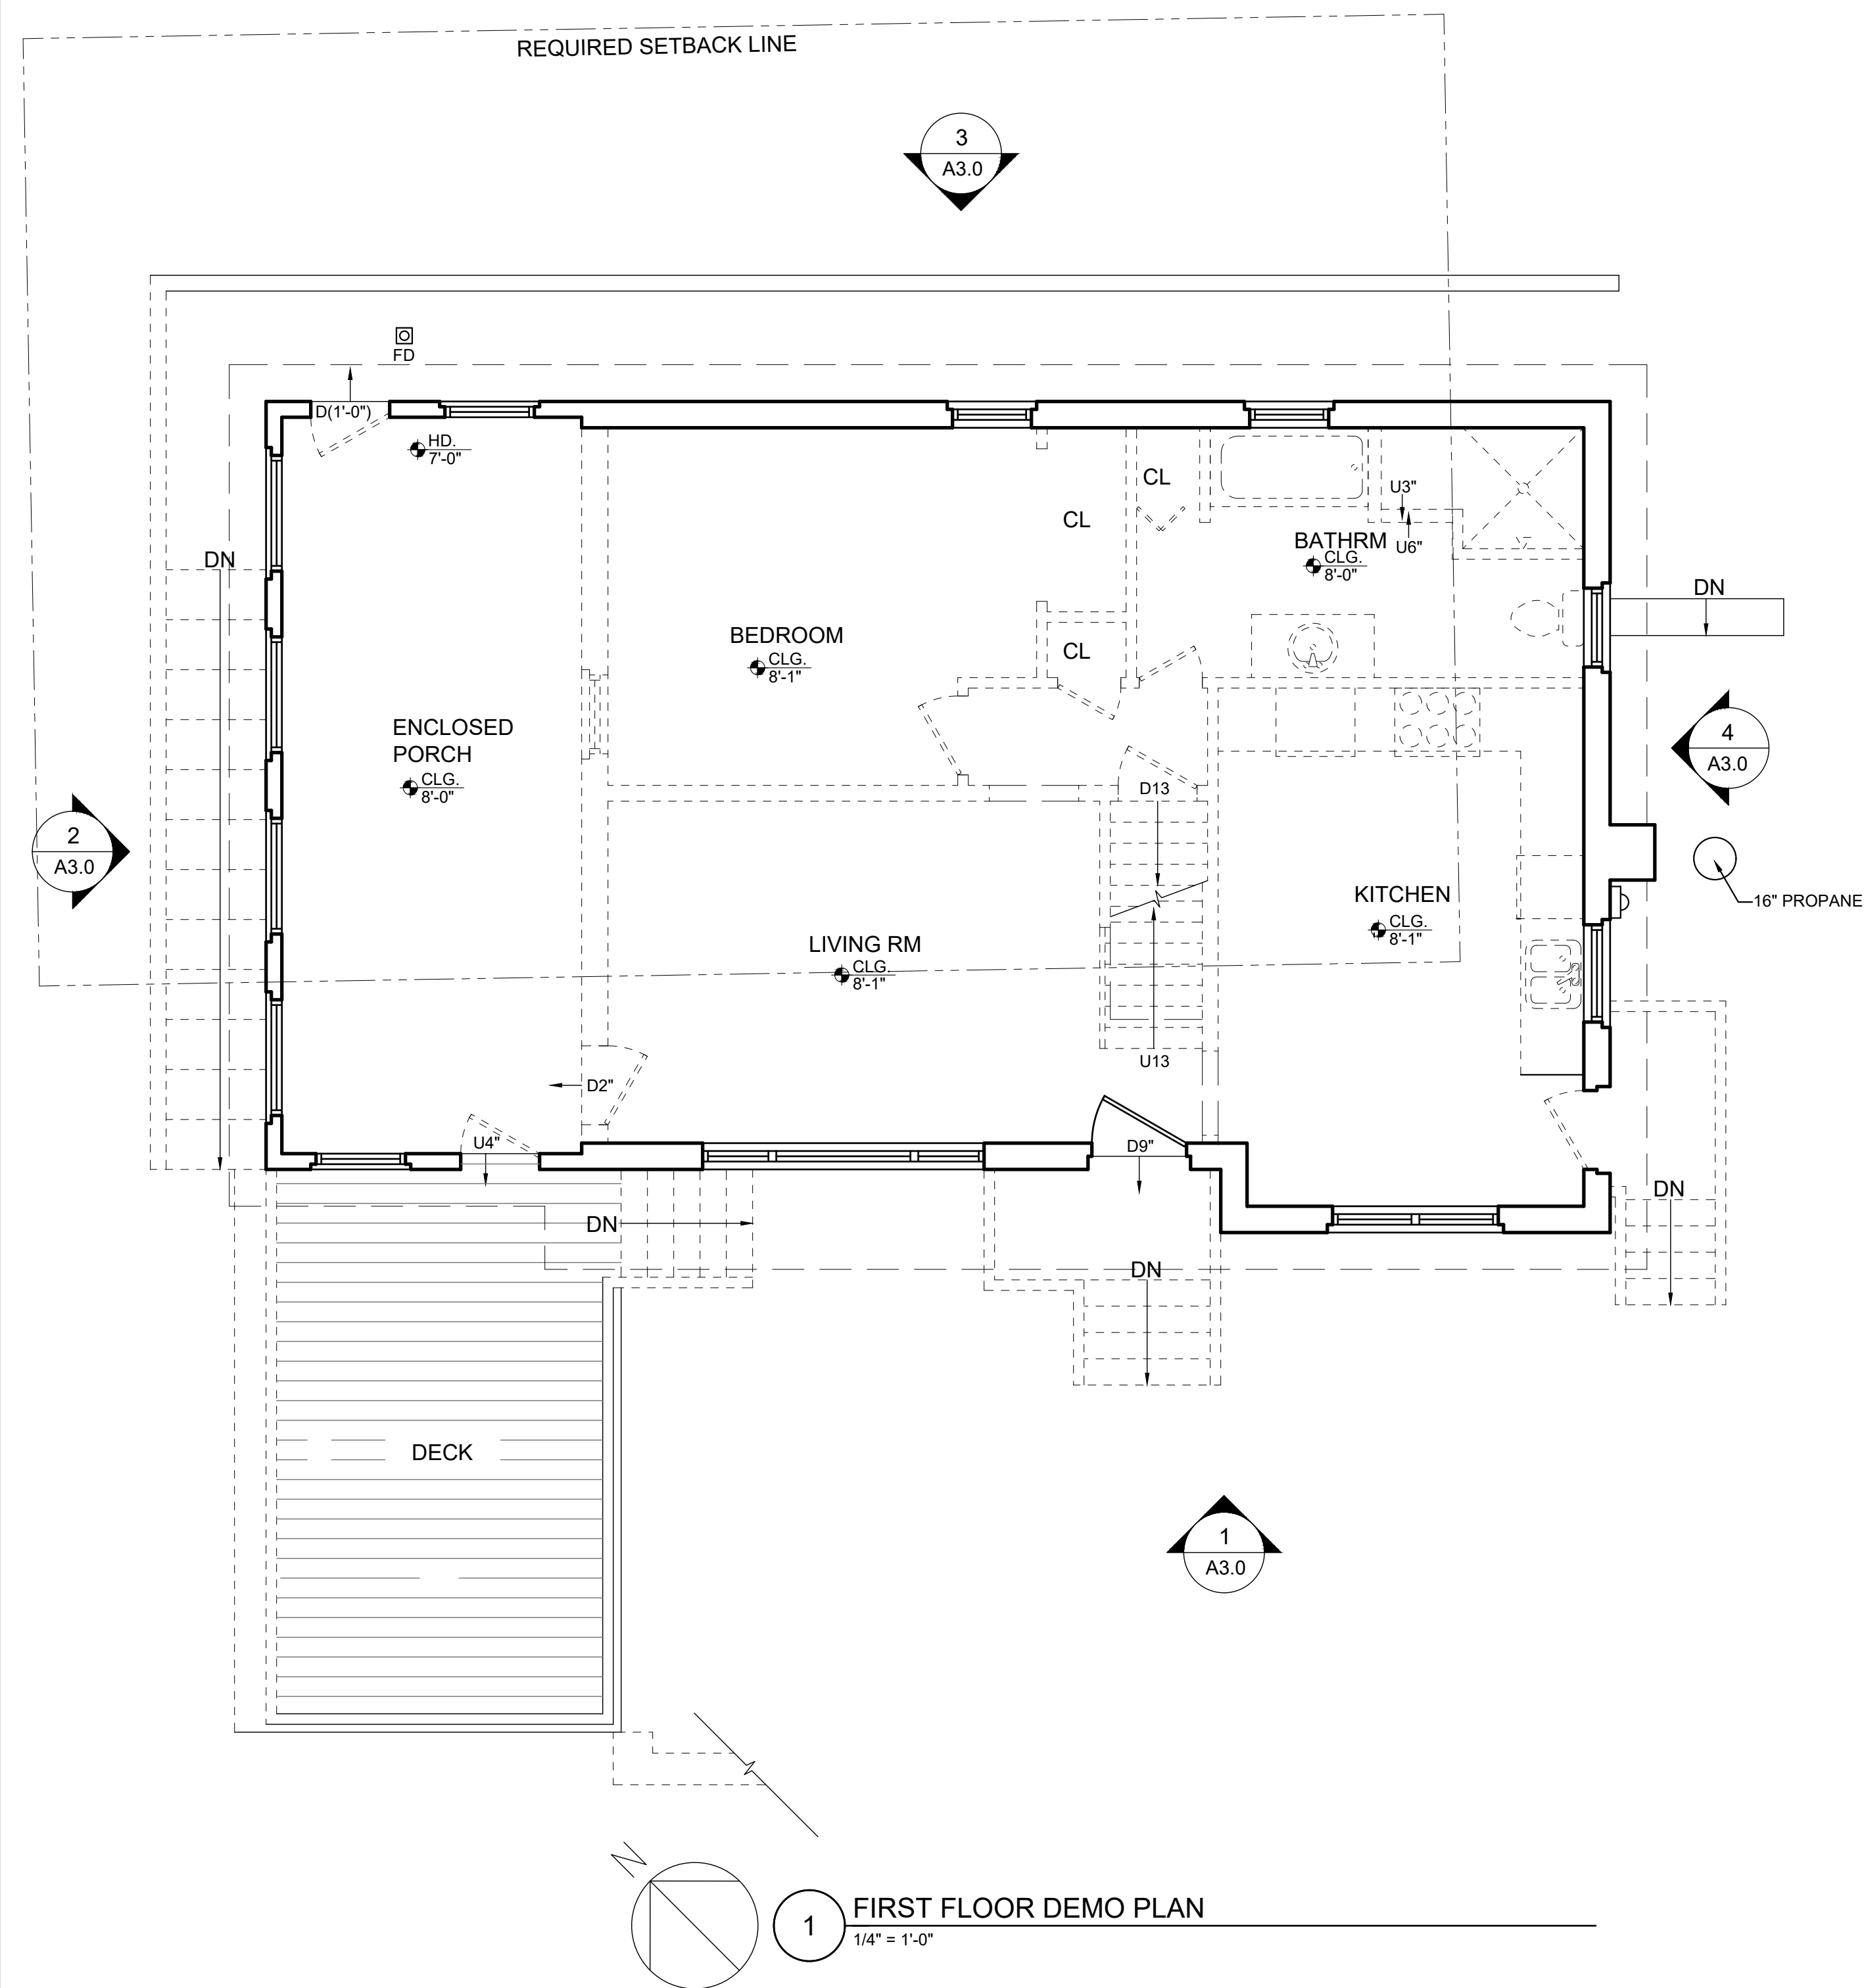 REQUIRED SETBACK LINE
3
A3.0
FD
D(1'-0")
HD.
7'-0"
CL
CL
U3"
U6"
BATHRM
CLG.
8'-0"
DN
DN
BEDROOM
CLG.
8'-1"
CL
ENCLOSED
PORCH
CLG.
8'-0"
4
A3.0
D13
2
A3.0
KITCHEN
CLG.
8'-1"
16" PROPANE
LIVING RM
CLG.
8'-1"
U13
D2"
U4"
D9"
DN
DN
DN
DECK
1
A3.0
N
1
FIRST FLOOR DEMO PLAN
1/4" = 1'-0"